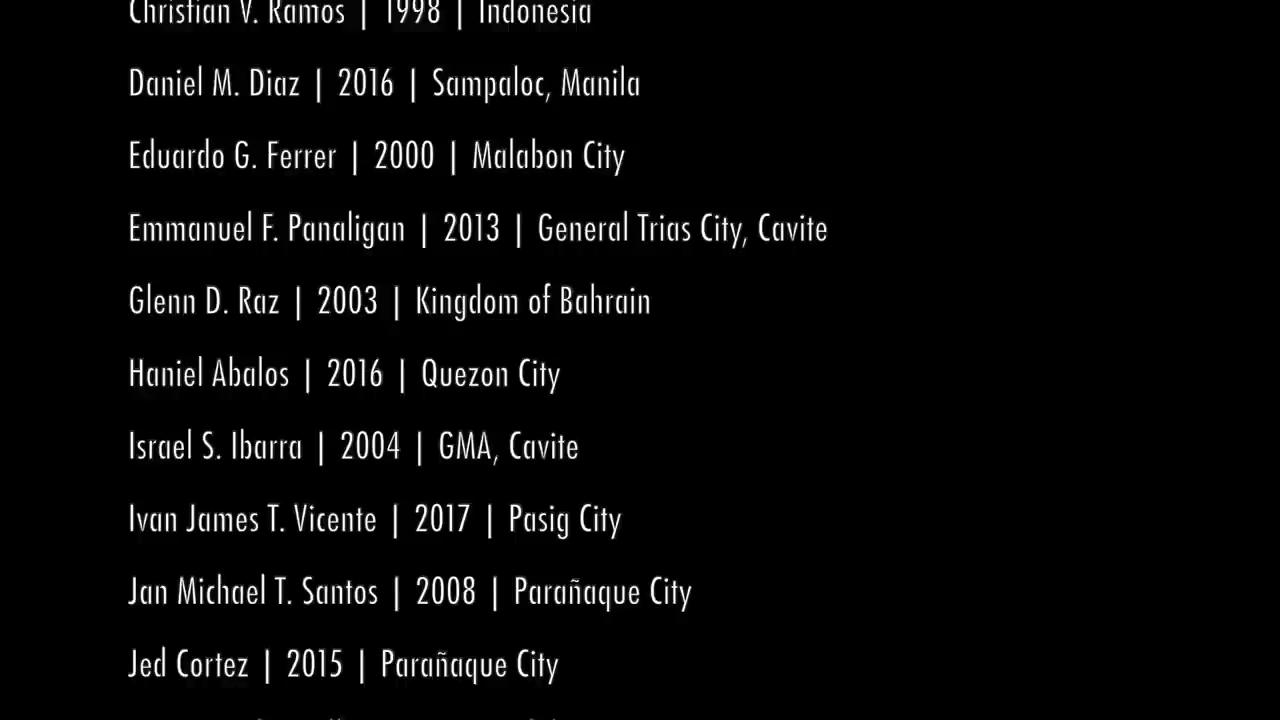 Christian V. Ramos | 1998 | Indonesia
Daniel M. Diaz | 2016 | Sampaloc, Manila
Eduardo G. Ferrer | 2000 | Malabon City
Emmanuel F. Panaligan | 2013 | General Trias City, Cavite
Glenn D. Raz | 2003 | Kingdom of Bahrain
Haniel Abalos | 2016 | Quezon City
Israel S. Ibarra | 2004 | GMA, Cavite
Ivan James T. Vicente | 2017 | Pasig City
Jan Michael T. Santos | 2008 | Parañaque City
Jed Cortez | 2015 | Parañaque City